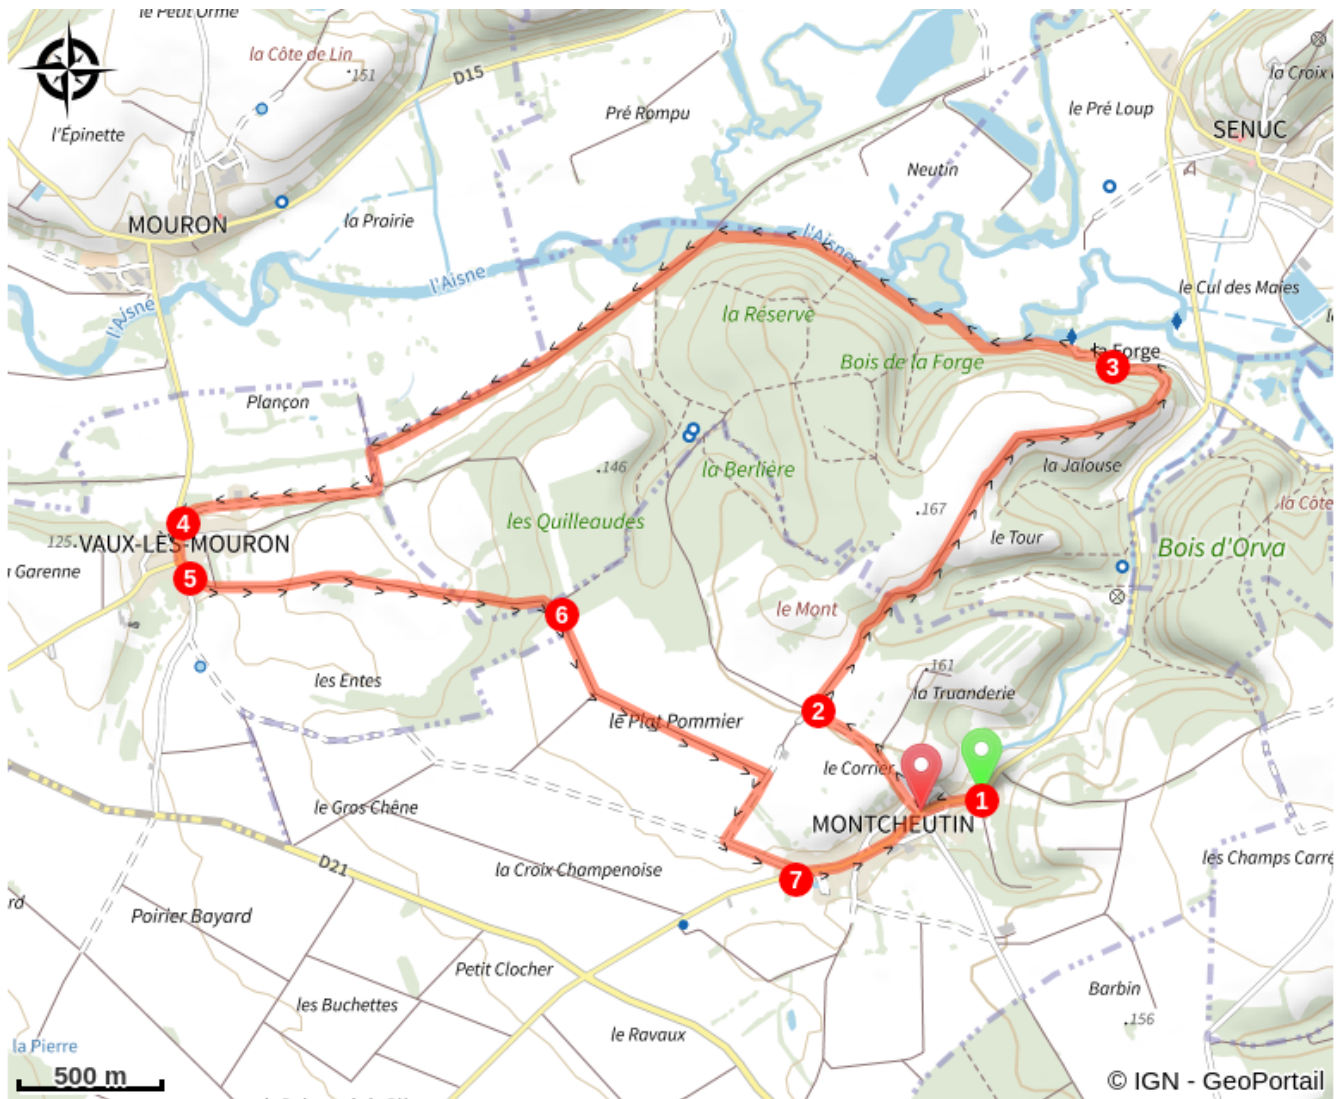 le Petit Orme
la Côte de Lin
151
D15
la Croix
l'Épinette
Pré Rompu
le Pré Loup
SENUC
Neutin
MOURON
la Prairie
l'Aisne
l'Aisne
l'Aisne
le Cul des Maies
la Réserve
la Forge
Bois de la Forge
3
Plançon
la Berlière
146
la Jalouse
167
la Côte
les Quilleaudes
4
125
VAUX-LÈS-MOURON
le Tour
Bois d'Orva
Garenne
5
6
le Mont
161
les Entes
la Truanderie
2
le Plat Pommier
le Corrier
1
le Gros Chêne
MONTCHEUTIN
D21
la Croix Champenoise
7
les Champs Carre
rd
Poirier Bayard
Petit Clocher
les Buchettes
Barbin
156
le Ravaux
la Pierre
500 m
© IGN - GeoPortail